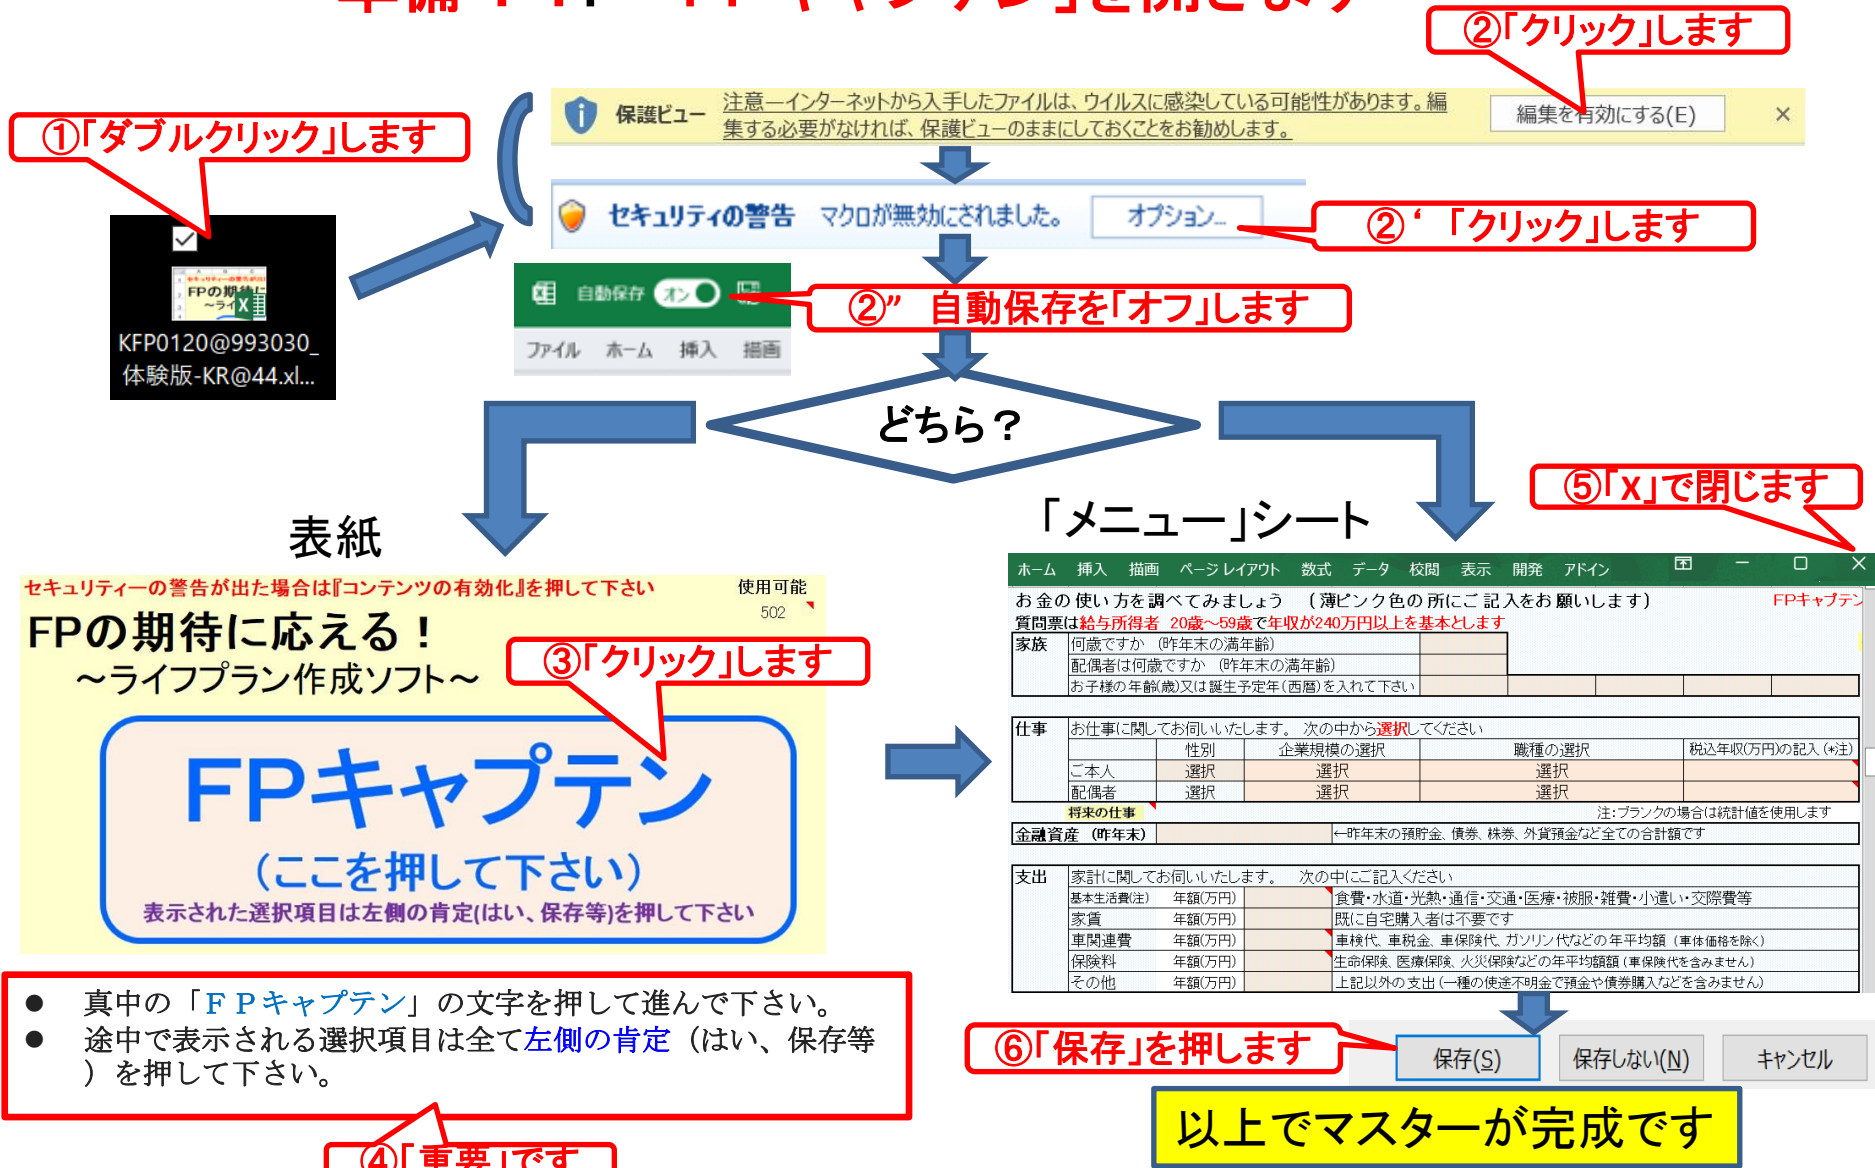 ②「クリック」します
保護ビュー 注意―インターネットから入手したファイルは、ウイルスに感染している可能性があります。編
集する必要がなければ、保護ビューのままにしておくことをお勧めします。
編集を有効にする(E) ×
①「ダブルクリック」します
セキュリティの警告 マクロが無効にされました。 オプション...
②‘「クリック」します
自動保存 オン
②” 自動保存を「オフ」します
ファイル ホーム 挿入 描画
FPの期待に
KFP0120@993030_
体験版-KR@44.xl...
どちら？
⑤「x」で閉じます
表紙
「メニュー」シート
セキュリティーの警告が出た場合は『コンテンツの有効化』を押して下さい
使用可能
502
FPの期待に応える！
～ライフプラン作成ソフト～
③「クリック」します
FPキャプテン
(ここを押して下さい)
表示された選択項目は左側の肯定(はい、保存等)を押して下さい
ホーム 挿入 描画 ページ レイアウト 数式 データ 校閲 表示 開発 アドイン
お金の使い方を調べてみましょう （薄ピンク色の所にご記入をお願いします） FPキャプテン
質問票は給与所得者 20歳～59歳で年収が240万円以上を基本とします
家族 何歳ですか （昨年末の満年齢）
配偶者は何歳ですか （昨年末の満年齢）
お子様の年齢(歳)又は誕生予定年(西暦)を入れて下さい
仕事 お仕事に関してお伺いいたします。 次の中から選択してください
性別 企業規模の選択 職種の選択 税込年収(万円)の記入(*注)
ご本人 選択 選択 選択
配偶者 選択 選択 選択
将来の仕事 注:ブランクの場合は統計値を使用します
金融資産 （昨年末） ←昨年末の預貯金、債券、株券、外貨預金など全ての合計額です
支出 家計に関してお伺いいたします。 次の中にご記入ください
基本生活費(注) 年額(万円) 食費・水道・光熱・通信・交通・医療・被服・雑費・小遣い・交際費等
家賃 年額(万円) 既に自宅購入者は不要です
車関連費 年額(万円) 車検代、車税金、車保険代、ガソリン代などの年平均額（車体価格を除く）
保険料 年額(万円) 生命保険、医療保険、火災保険などの年平均額額（車保険代を含みません）
その他 年額(万円) 上記以外の支出(一種の使途不明金で預金や債券購入などを含みません)
● 真中の「ＦＰキャプテン」の文字を押して進んで下さい。
● 途中で表示される選択項目は全て左側の肯定（はい、保存等
）を押して下さい。
④「重要」です
⑥「保存」を押します
保存(S) 保存しない(N) キャンセル
以上でマスターが完成です